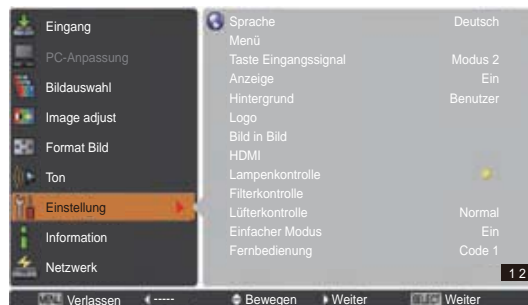 Eingang
PC-Anpassung
Bildauswahl
Image adjust
Format Bild
Ton
Einstellung
Information
Netzwerk
Sprache Deutsch
Menü
Taste Eingangssignal Modus 2
Anzeige Ein
Hintergrund Benutzer
Logo
Bild in Bild
HDMI
Lampenkontrolle
Filterkontrolle
Lüfterkontrolle Normal
Einfacher Modus Ein
Fernbedienung Code 1
1 2
MENU Verlassen ----- Bewegen Weiter SELECT Weiter